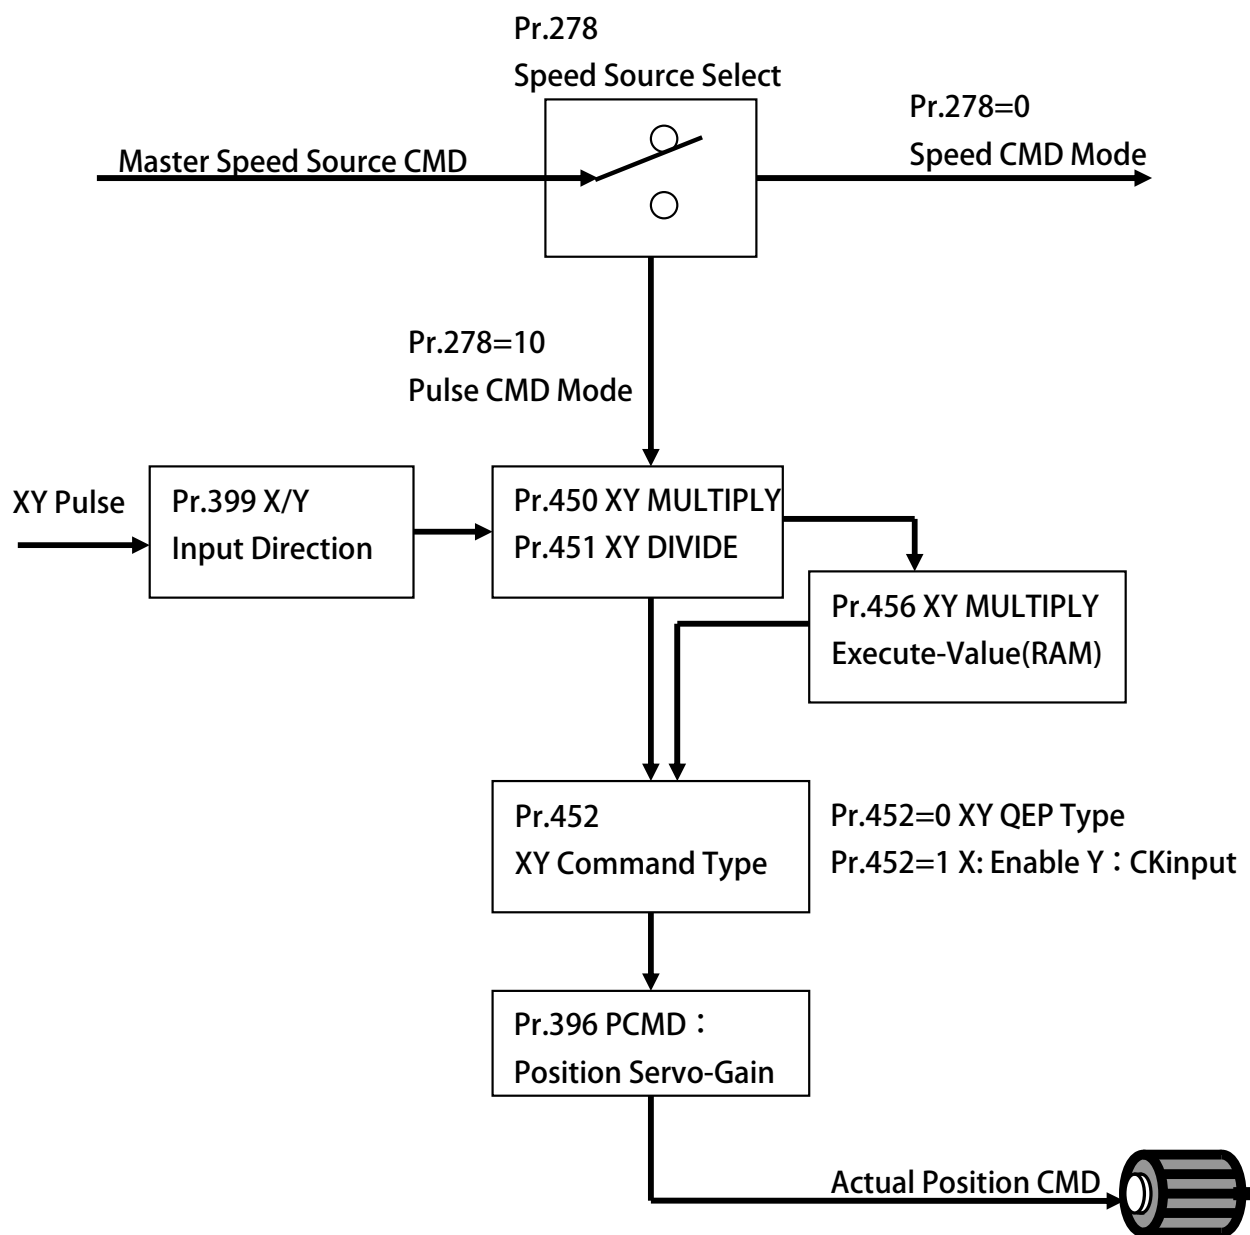 Pr.278
Speed Source Select
Pr.278=0
Speed CMD Mode
Master Speed Source CMD
Pr.278=10
Pulse CMD Mode
XY Pulse
Pr.399 X/Y
Input Direction
Pr.450 XY MULTIPLY
Pr.451 XY DIVIDE
Pr.456 XY MULTIPLY
Execute-Value(RAM)
Pr.452
XY Command Type
Pr.452=0 XY QEP Type
Pr.452=1 X: Enable Y：CKinput
Pr.396 PCMD：
Position Servo-Gain
Actual Position CMD